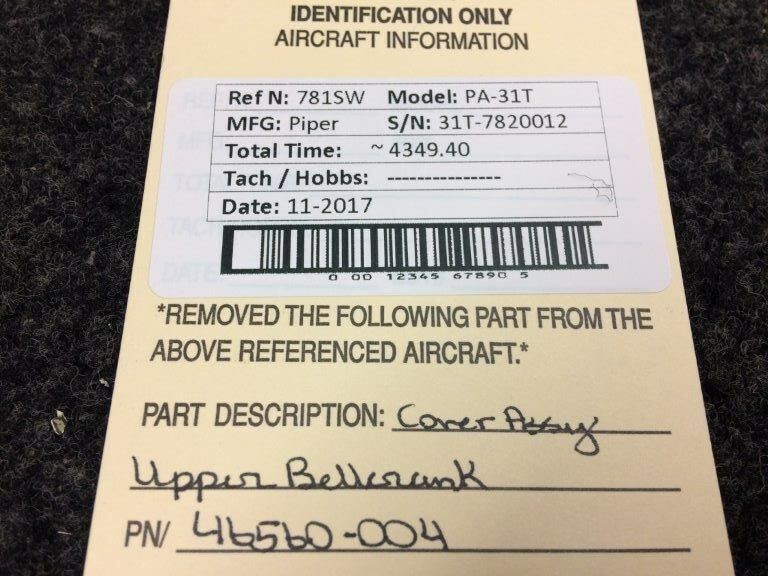 IDENTIFICATION ONLY
AIRCRAFT INFORMATION
Ref N: 781SW Model: PA-31T
MFG: Piper S/N: 31T-7820012
Total Time: ~ 4349.40
Tach / Hobbs: ---------------
Date: 11-2017
0 00 12345 67890 5
*REMOVED THE FOLLOWING PART FROM THE
ABOVE REFERENCED AIRCRAFT.*
PART DESCRIPTION: Cover Assy
Upper Bellcrank
PN/ 46560-004